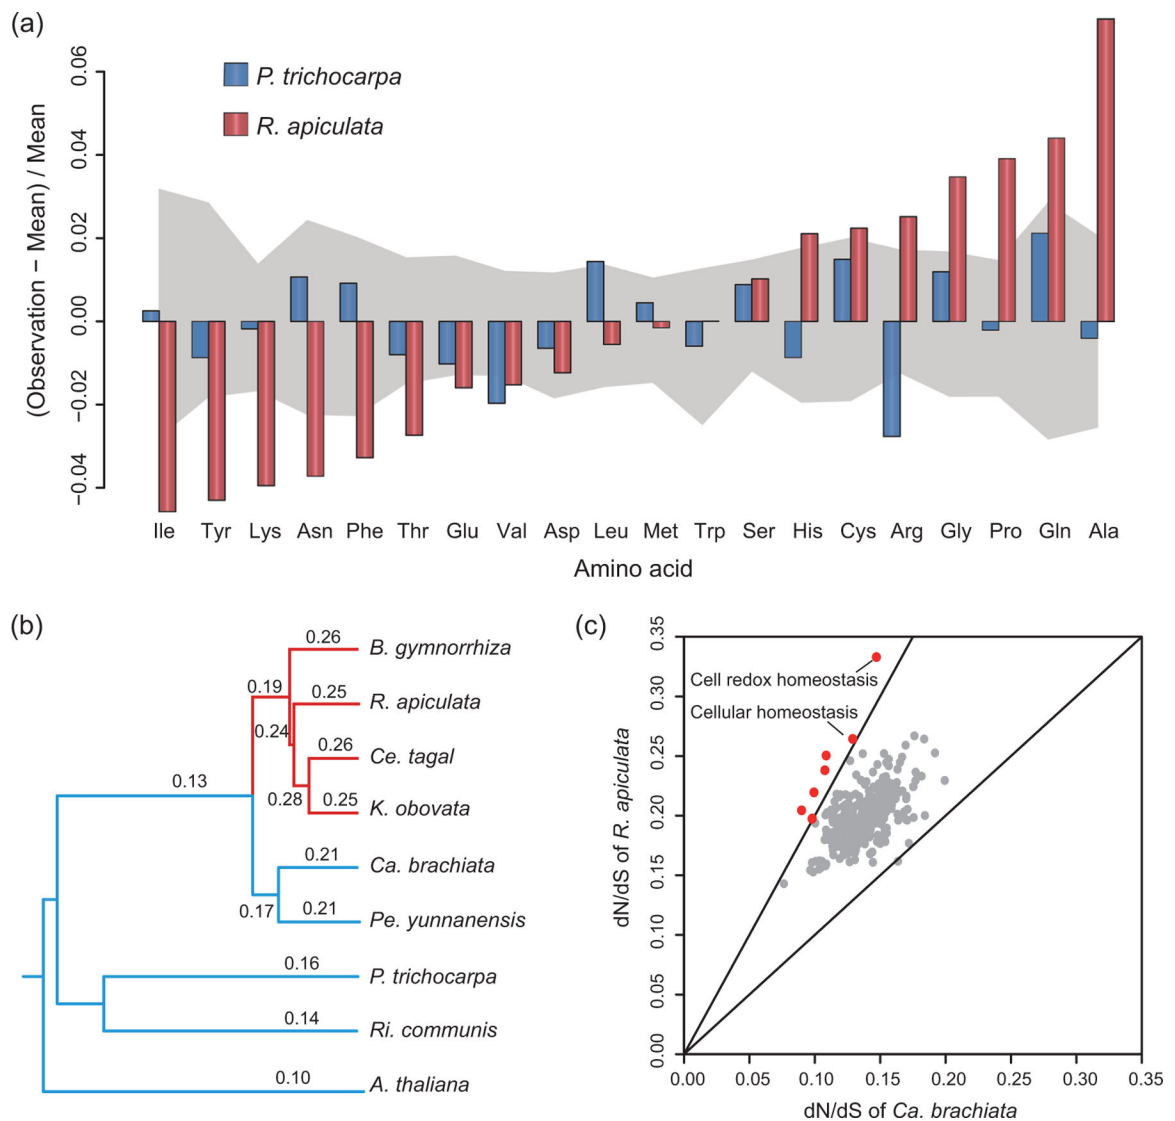 (a)
(Observation − Mean) / Mean
0.06
0.04
0.02
0.00
−0.02
−0.04
P. trichocarpa
R. apiculata
Ile Tyr Lys Asn Phe Thr Glu Val Asp Leu Met Trp Ser His Cys Arg Gly Pro Gln Ala
Amino acid
(b)
0.26 B. gymnorrhiza
0.19
0.25 R. apiculata
0.24
0.26 Ce. tagal
0.13
0.28 0.25 K. obovata
0.21 Ca. brachiata
0.17 0.21 Pe. yunnanensis
0.16 P. trichocarpa
0.14 Ri. communis
0.10 A. thaliana
(c)
dN/dS of R. apiculata
0.35
0.30
0.25
0.20
0.15
0.10
0.05
0.00
Cell redox homeostasis
Cellular homeostasis
0.00 0.05 0.10 0.15 0.20 0.25 0.30 0.35
dN/dS of Ca. brachiata